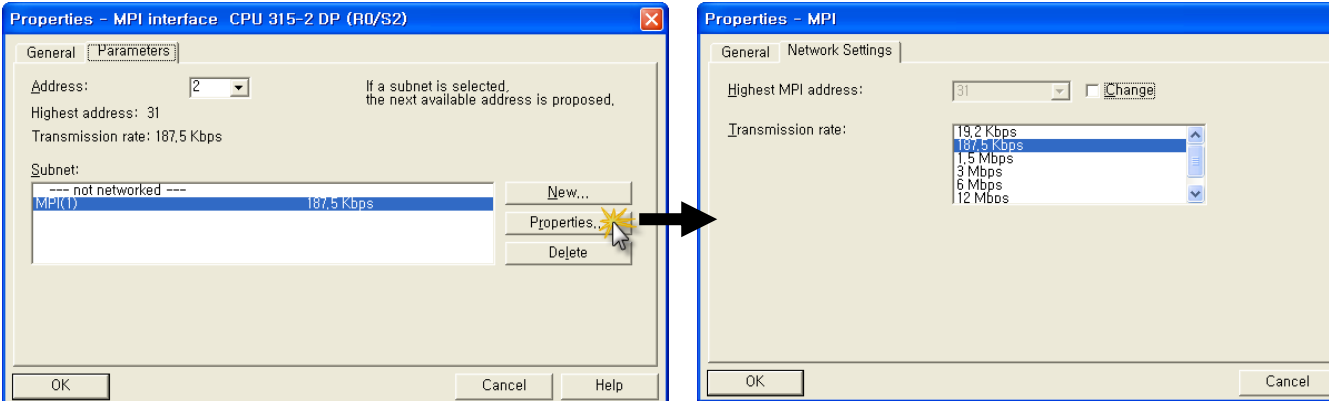 Properties - MPI interface  CPU 315-2 DP (R0/S2)
General Parameters
Address: 2
If a subnet is selected,
the next available address is proposed.
Highest address: 31
Transmission rate: 187,5 Kbps
Subnet:
--- not networked ---
MPI(1) 187,5 Kbps
New...
Properties..
Delete
OK Cancel Help
Properties - MPI
General Network Settings
Highest MPI address: 31 Change
Transmission rate:
19,2 Kbps
187,5 Kbps
1,5 Mbps
3 Mbps
6 Mbps
12 Mbps
OK Cancel